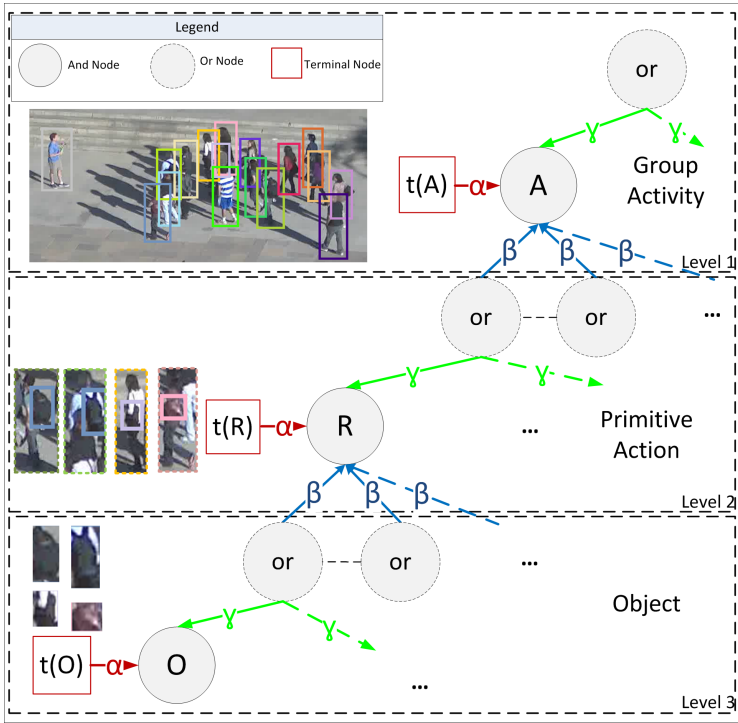 Legend
And Node
Or Node
Terminal Node
or
γ
γ
t(A)
α
A
Group
Activity
β
β
β
Level 1
or
or
...
γ
γ
t(R)
α
R
...
Primitive
Action
β
β
β
Level 2
or
or
...
Object
γ
γ
t(O)
α
O
...
Level 3